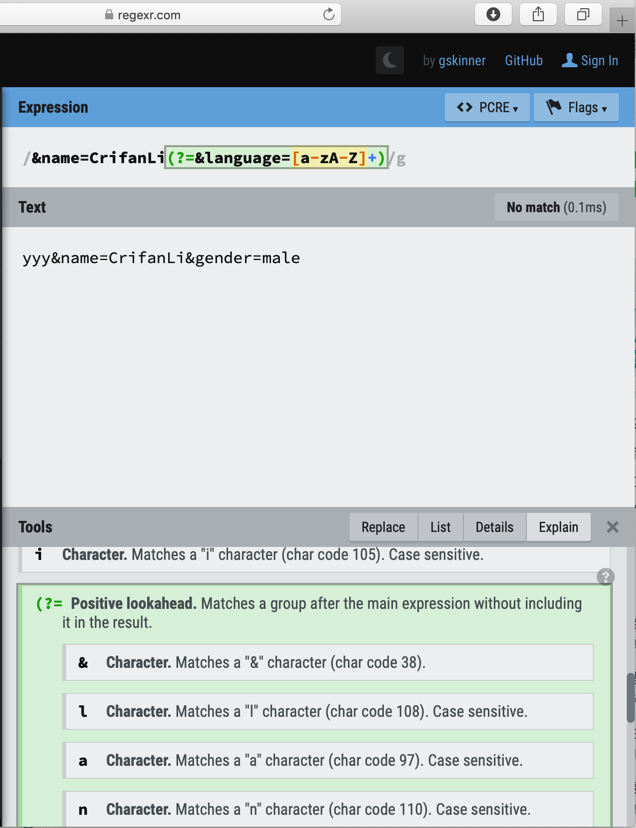 regexr.com
by gskinner GitHub Sign In
Expression <> PCRE ▾ Flags ▾
/&name=CrifanLi(?=&language=[a-zA-Z]+)/g
Text No match (0.1ms)
yyy&name=CrifanLi&gender=male
Tools Replace List Details Explain
i Character. Matches a "i" character (char code 105). Case sensitive.
?
(?= Positive lookahead. Matches a group after the main expression without including
it in the result.
& Character. Matches a "&" character (char code 38).
l Character. Matches a "l" character (char code 108). Case sensitive.
a Character. Matches a "a" character (char code 97). Case sensitive.
n Character. Matches a "n" character (char code 110). Case sensitive.